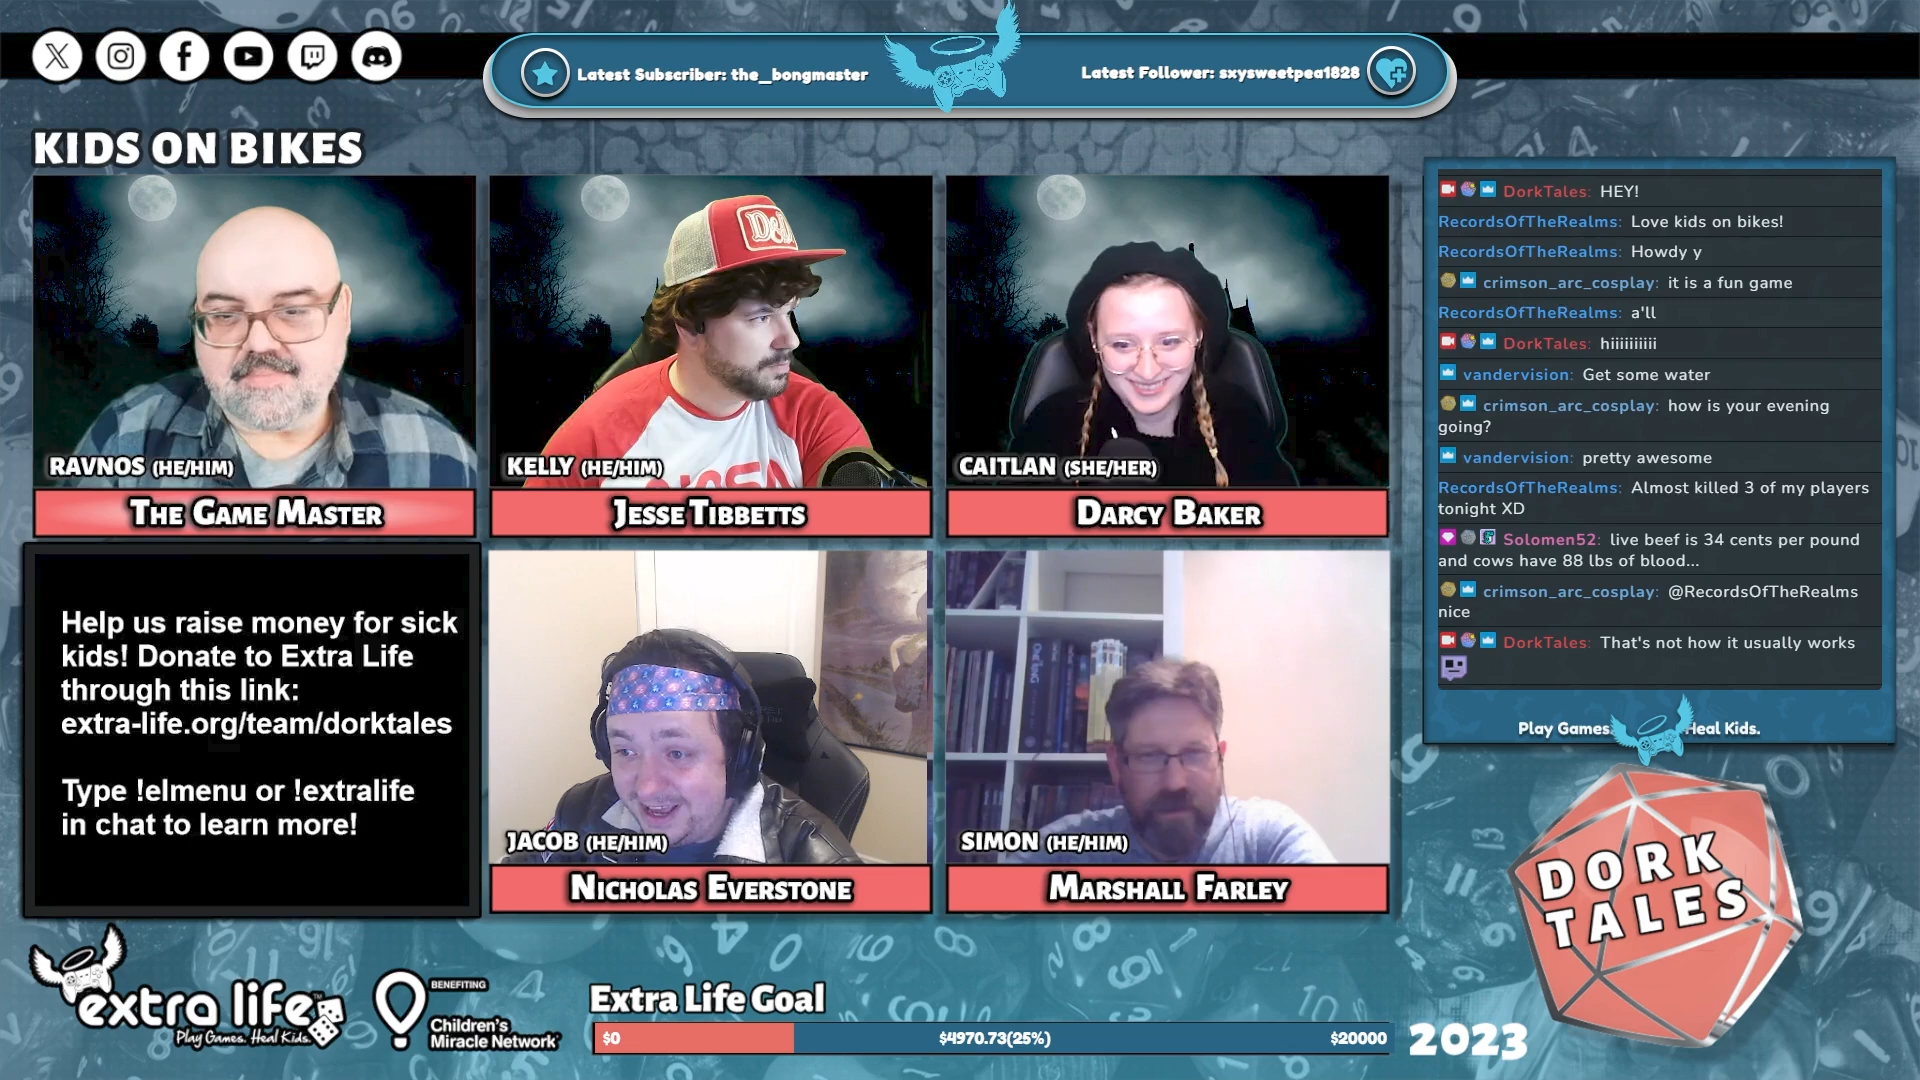 Latest Subscriber: the_bongmaster
Latest Follower: sxysweetpea1828
KIDS ON BIKES
D&D
RAVNOS (HE/HIM)
THE GAME MASTER
KELLY (HE/HIM)
JESSE TIBBETTS
CAITLAN (SHE/HER)
DARCY BAKER
Help us raise money for sick
kids! Donate to Extra Life
through this link:
extra-life.org/team/dorktales
Type !elmenu or !extralife
in chat to learn more!
JACOB (HE/HIM)
NICHOLAS EVERSTONE
SIMON (HE/HIM)
MARSHALL FARLEY
DorkTales: HEY!
RecordsOfTheRealms: Love kids on bikes!
RecordsOfTheRealms: Howdy y
crimson_arc_cosplay: it is a fun game
RecordsOfTheRealms: a'll
DorkTales: hiiiiiiiiii
vandervision: Get some water
crimson_arc_cosplay: how is your evening
going?
vandervision: pretty awesome
RecordsOfTheRealms: Almost killed 3 of my players
tonight XD
Solomen52: live beef is 34 cents per pound
and cows have 88 lbs of blood...
crimson_arc_cosplay: @RecordsOfTheRealms
nice
DorkTales: That's not how it usually works
Play Games. Heal Kids.
DORK
TALES
extra life
Play Games. Heal Kids.
BENEFITING
Children's
Miracle Network
Extra Life Goal
$0
$4970.73(25%)
$20000
2023